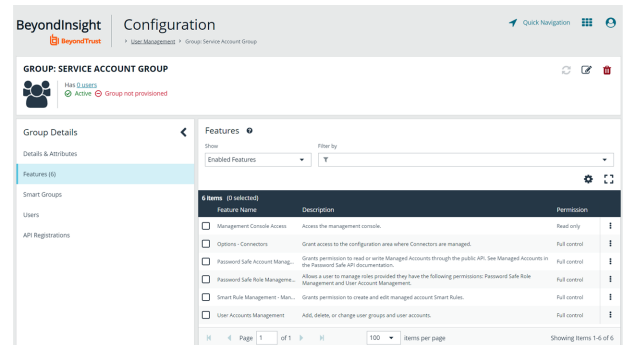 BeyondInsight
BeyondTrust
Configuration
> User Management > Group: Service Account Group
Quick Navigation
GROUP: SERVICE ACCOUNT GROUP
Has 0 users
Active Group not provisioned
Group Details
Details & Attributes
Features (6)
Smart Groups
Users
API Registrations
Features
Show
Filter by
Enabled Features
6 Items (0 selected)
Feature Name Description Permission
Management Console Access Access the management console. Read only
Options - Connectors Grant access to the configuration area where Connectors are managed. Full control
Password Safe Account Manag... Grants permission to read or write Managed Accounts through the public API. See Managed Accounts in
the Password Safe API documentation. Full control
Password Safe Role Manageme... Allows a user to manage roles provided they have the following permissions: Password Safe Role
Management and User Account Management. Full control
Smart Rule Management - Man... Grants permission to create and edit managed account Smart Rules. Full control
User Accounts Management Add, delete, or change user groups and user accounts. Full control
Page 1 of 1 100 items per page Showing Items 1-6 of 6